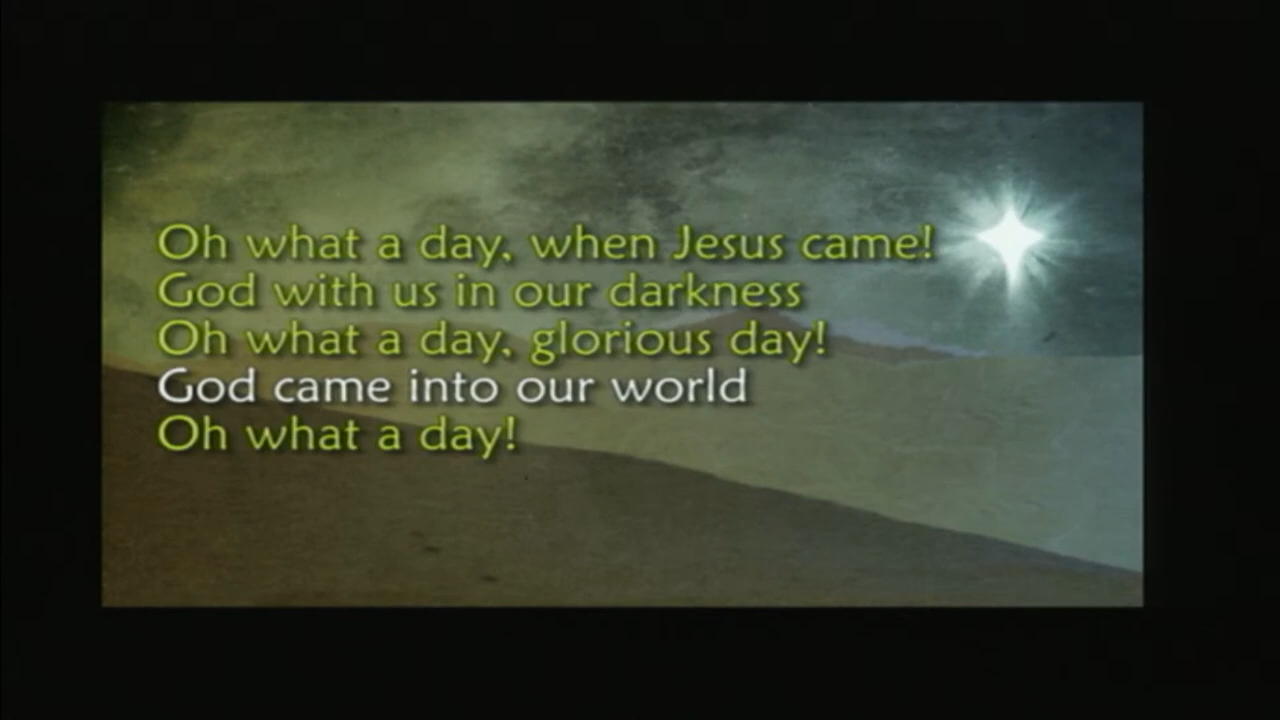 Oh what a day, when Jesus came!
God with us in our darkness
Oh what a day, glorious day!
God came into our world
Oh what a day!